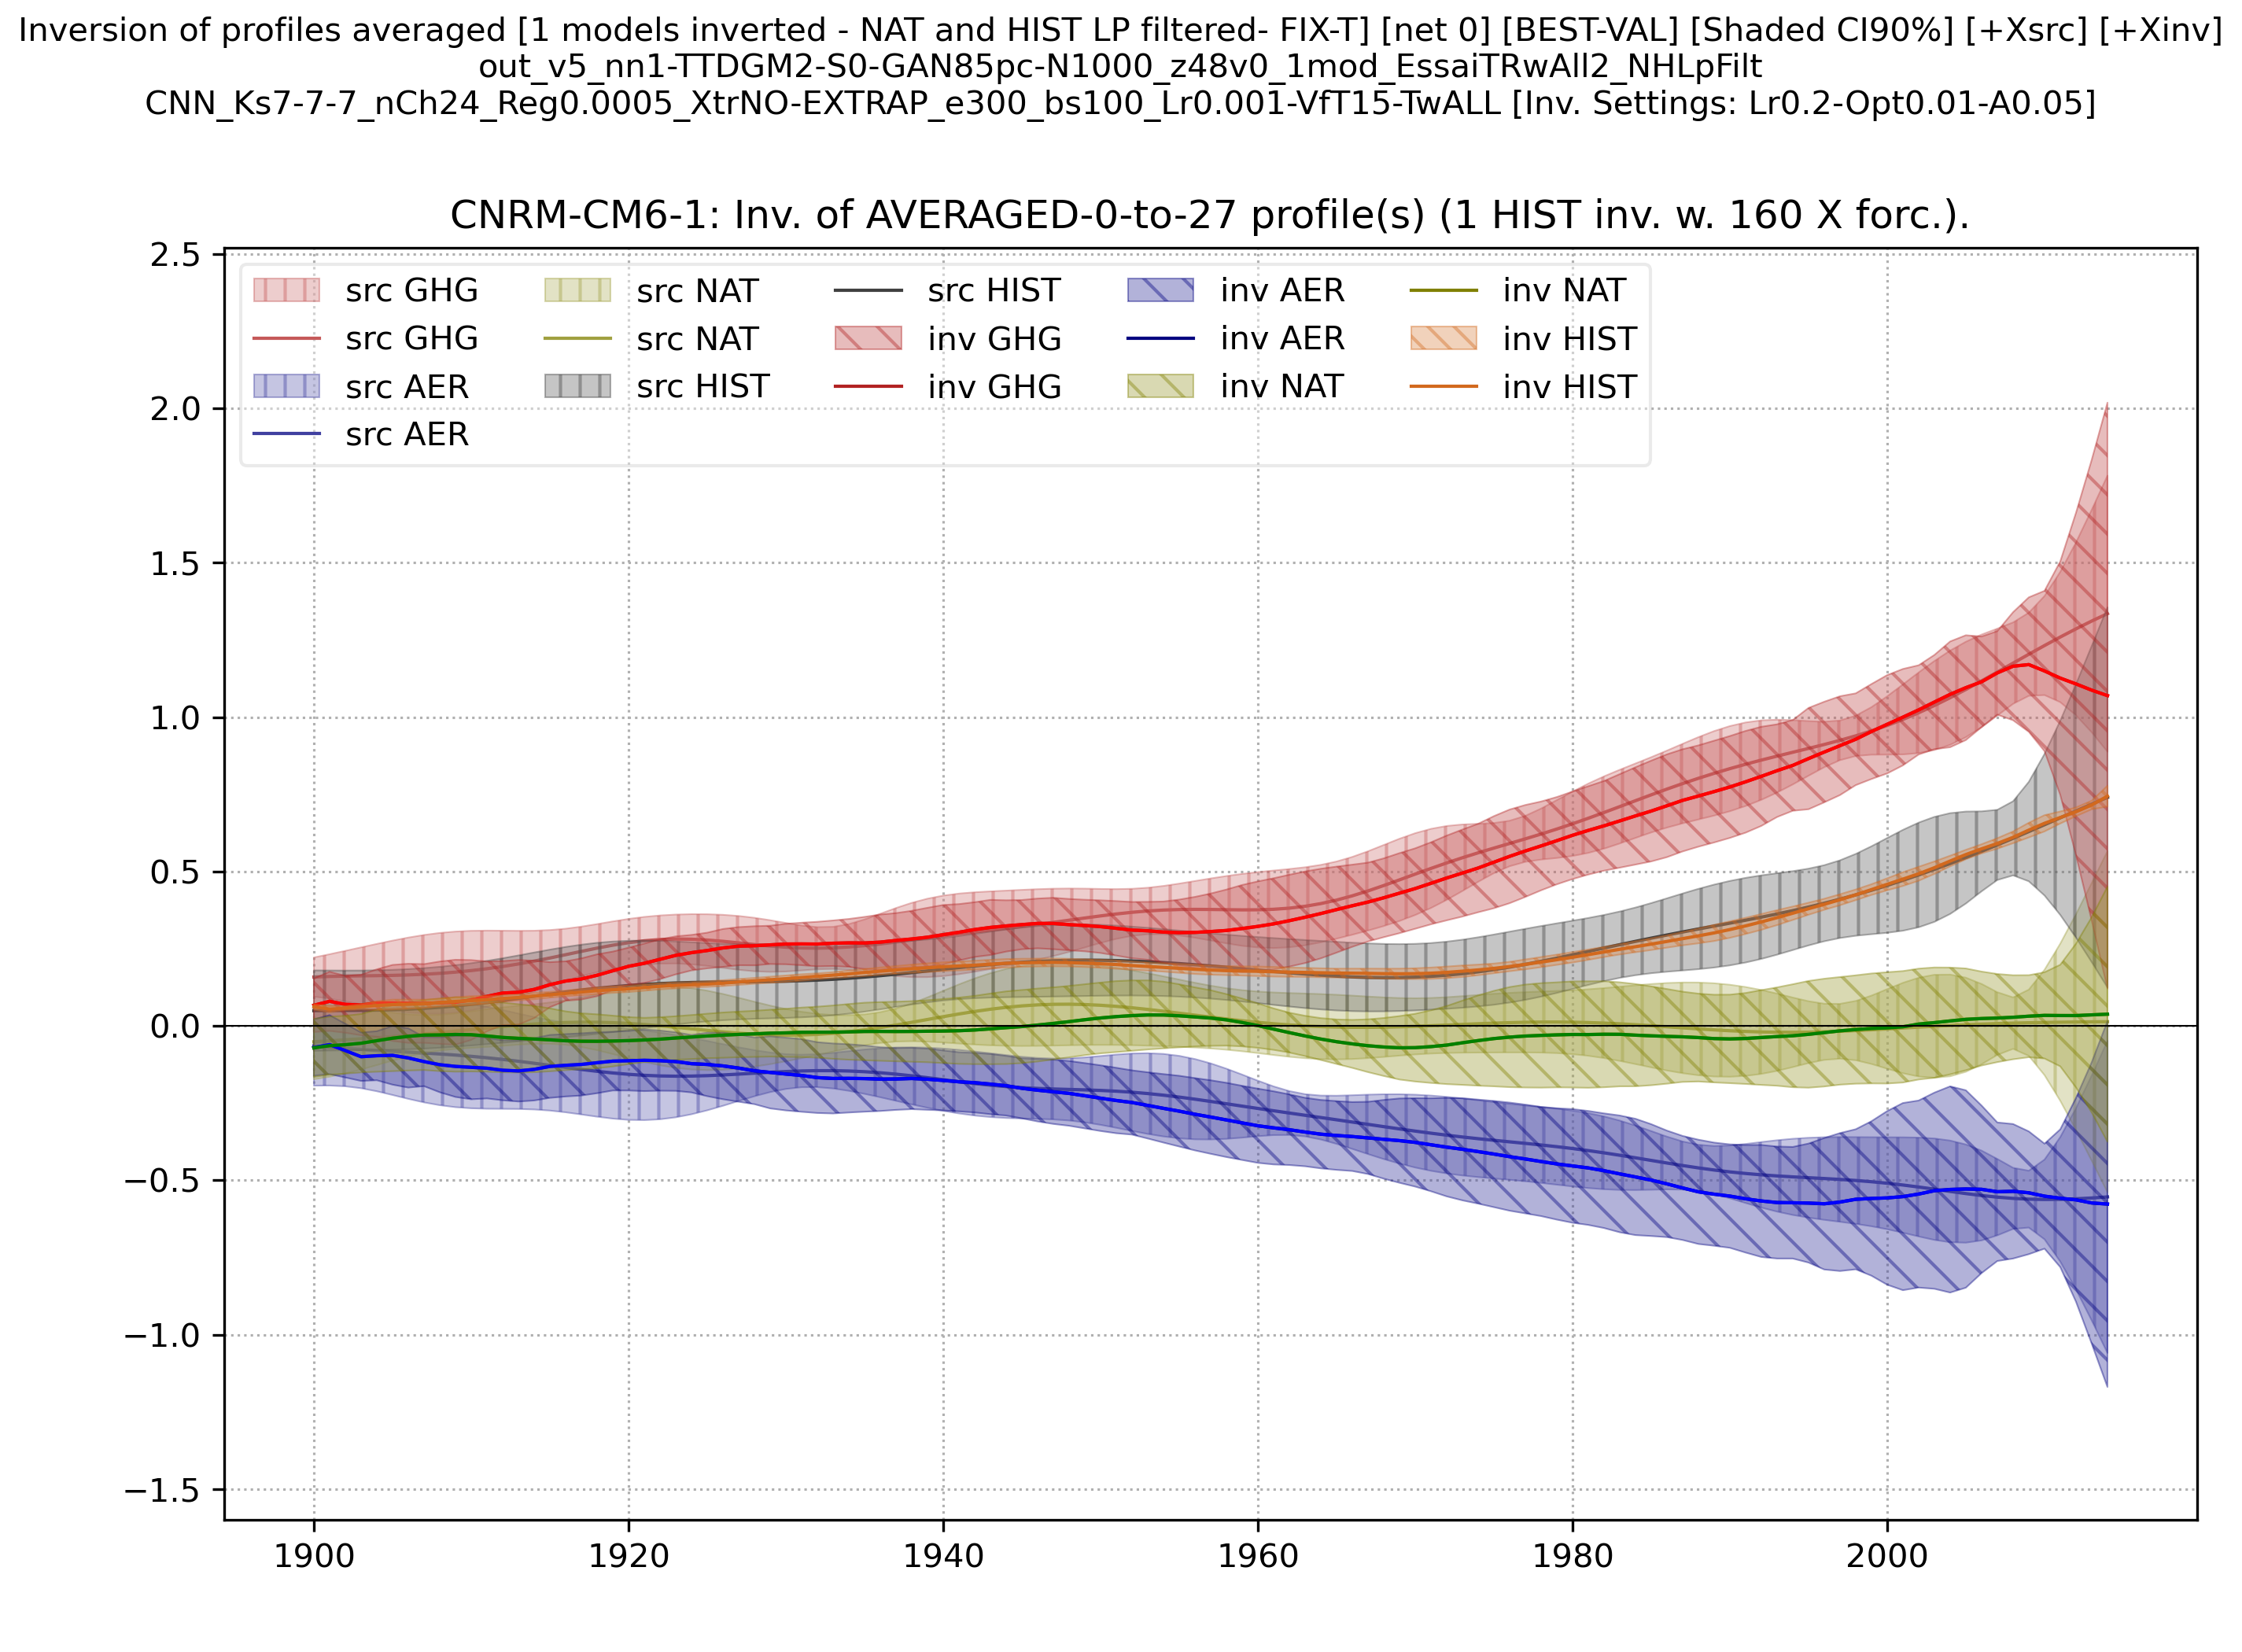 Inversion of profiles averaged [1 models inverted - NAT and HIST LP filtered- FIX-T] [net 0] [BEST-VAL] [Shaded CI90%] [+Xsrc] [+Xinv]
out_v5_nn1-TTDGM2-S0-GAN85pc-N1000_z48v0_1mod_EssaiTRwAll2_NHLpFilt
CNN_Ks7-7-7_nCh24_Reg0.0005_XtrNO-EXTRAP_e300_bs100_Lr0.001-VfT15-TwALL [Inv. Settings: Lr0.2-Opt0.01-A0.05]
CNRM-CM6-1: Inv. of AVERAGED-0-to-27 profile(s) (1 HIST inv. w. 160 X forc.).
src GHG
src GHG
src AER
src AER
src NAT
src NAT
src HIST
src HIST
inv GHG
inv GHG
inv AER
inv AER
inv NAT
inv NAT
inv HIST
inv HIST
2.5
2.0
1.5
1.0
0.5
0.0
−0.5
−1.0
−1.5
1900
1920
1940
1960
1980
2000